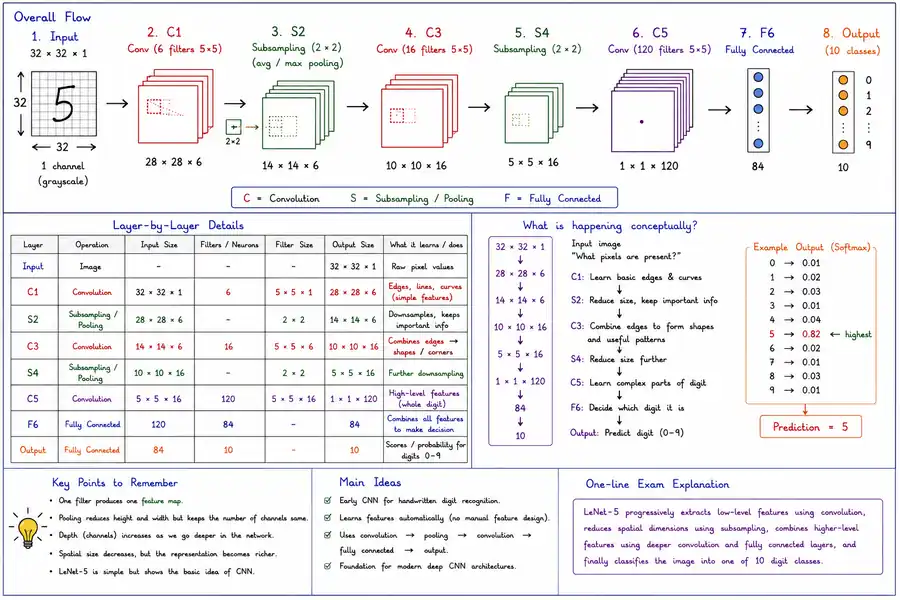 Overall Flow
1. Input
32 × 32 × 1
32
5
32
1 channel
(grayscale)
2. C1
Conv (6 filters 5×5)
28 × 28 × 6
3. S2
Subsampling (2 × 2)
(avg / max pooling)
2×2
14 × 14 × 6
4. C3
Conv (16 filters 5×5)
10 × 10 × 16
5. S4
Subsampling (2 × 2)
5 × 5 × 16
6. C5
Conv (120 filters 5×5)
1 × 1 × 120
7. F6
Fully Connected
84
8. Output
(10 classes)
0
1
2
⋮
9
10
C = Convolution S = Subsampling / Pooling F = Fully Connected
Layer-by-Layer Details
Layer Operation Input Size Filters / Neurons Filter Size Output Size What it learns / does
Input Image - - - 32 × 32 × 1 Raw pixel values
C1 Convolution 32 × 32 × 1 6 5 × 5 × 1 28 × 28 × 6 Edges, lines, curves
(simple features)
S2 Subsampling / Pooling 28 × 28 × 6 - 2 × 2 14 × 14 × 6 Downsamples, keeps
important info
C3 Convolution 14 × 14 × 6 16 5 × 5 × 6 10 × 10 × 16 Combines edges →
shapes / corners
S4 Subsampling / Pooling 10 × 10 × 16 - 2 × 2 5 × 5 × 16 Further downsampling
C5 Convolution 5 × 5 × 16 120 5 × 5 × 16 1 × 1 × 120 High-level features
(whole digit)
F6 Fully Connected 120 84 - 84 Combines all features
to make decision
Output Fully Connected 84 10 - 10 Scores / probability for
digits 0-9
What is happening conceptually?
32 × 32 × 1
↓
28 × 28 × 6
↓
14 × 14 × 6
↓
10 × 10 × 16
↓
5 × 5 × 16
↓
1 × 1 × 120
↓
84
↓
10
Input image
"What pixels are present?"
↓
C1: Learn basic edges & curves
↓
S2: Reduce size, keep important info
↓
C3: Combine edges to form shapes
and useful patterns
↓
S4: Reduce size further
↓
C5: Learn complex parts of digit
↓
F6: Decide which digit it is
↓
Output: Predict digit (0-9)
Example Output (Softmax)
0 → 0.01
1 → 0.02
2 → 0.03
3 → 0.01
4 → 0.04
5 → 0.82 ← highest
6 → 0.02
7 → 0.01
8 → 0.03
9 → 0.01
Prediction = 5
Key Points to Remember
• One filter produces one feature map.
• Pooling reduces height and width but keeps the number of channels same.
• Depth (channels) increases as we go deeper in the network.
• Spatial size decreases, but the representation becomes richer.
• LeNet-5 is simple but shows the basic idea of CNN.
Main Ideas
☑ Early CNN for handwritten digit recognition.
☑ Learns features automatically (no manual feature design).
☑ Uses convolution → pooling → convolution →
fully connected → output.
☑ Foundation for modern deep CNN architectures.
One-line Exam Explanation
LeNet-5 progressively extracts low-level features using convolution,
reduces spatial dimensions using subsampling, combines higher-level
features using deeper convolution and fully connected layers, and
finally classifies the image into one of 10 digit classes.